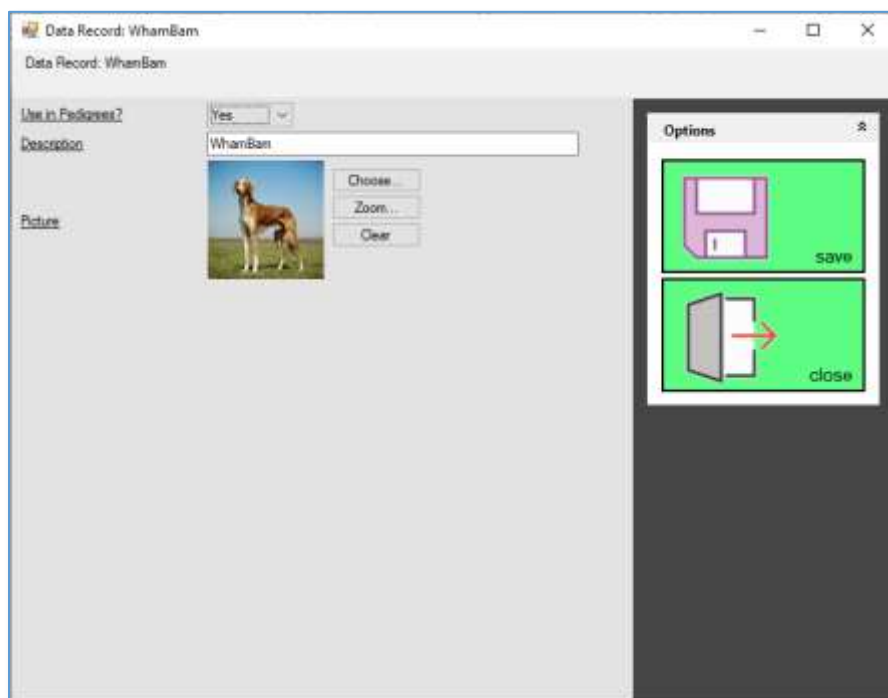 Data Record: WhamBam
Data Record: WhamBam
Use in Pedigrees? Yes
Description WhamBam
Picture
Choose...
Zoom...
Clear
Options
save
close